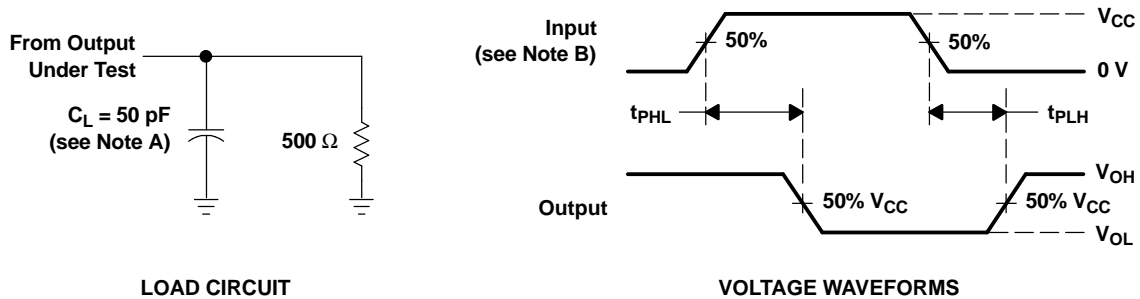 From Output
Under Test
C_L = 50 pF
(see Note A)
500 Ω
LOAD CIRCUIT
Input
(see Note B)
50%
50%
V_CC
0 V
t_PHL
t_PLH
Output
50% V_CC
50% V_CC
V_OH
V_OL
VOLTAGE WAVEFORMS